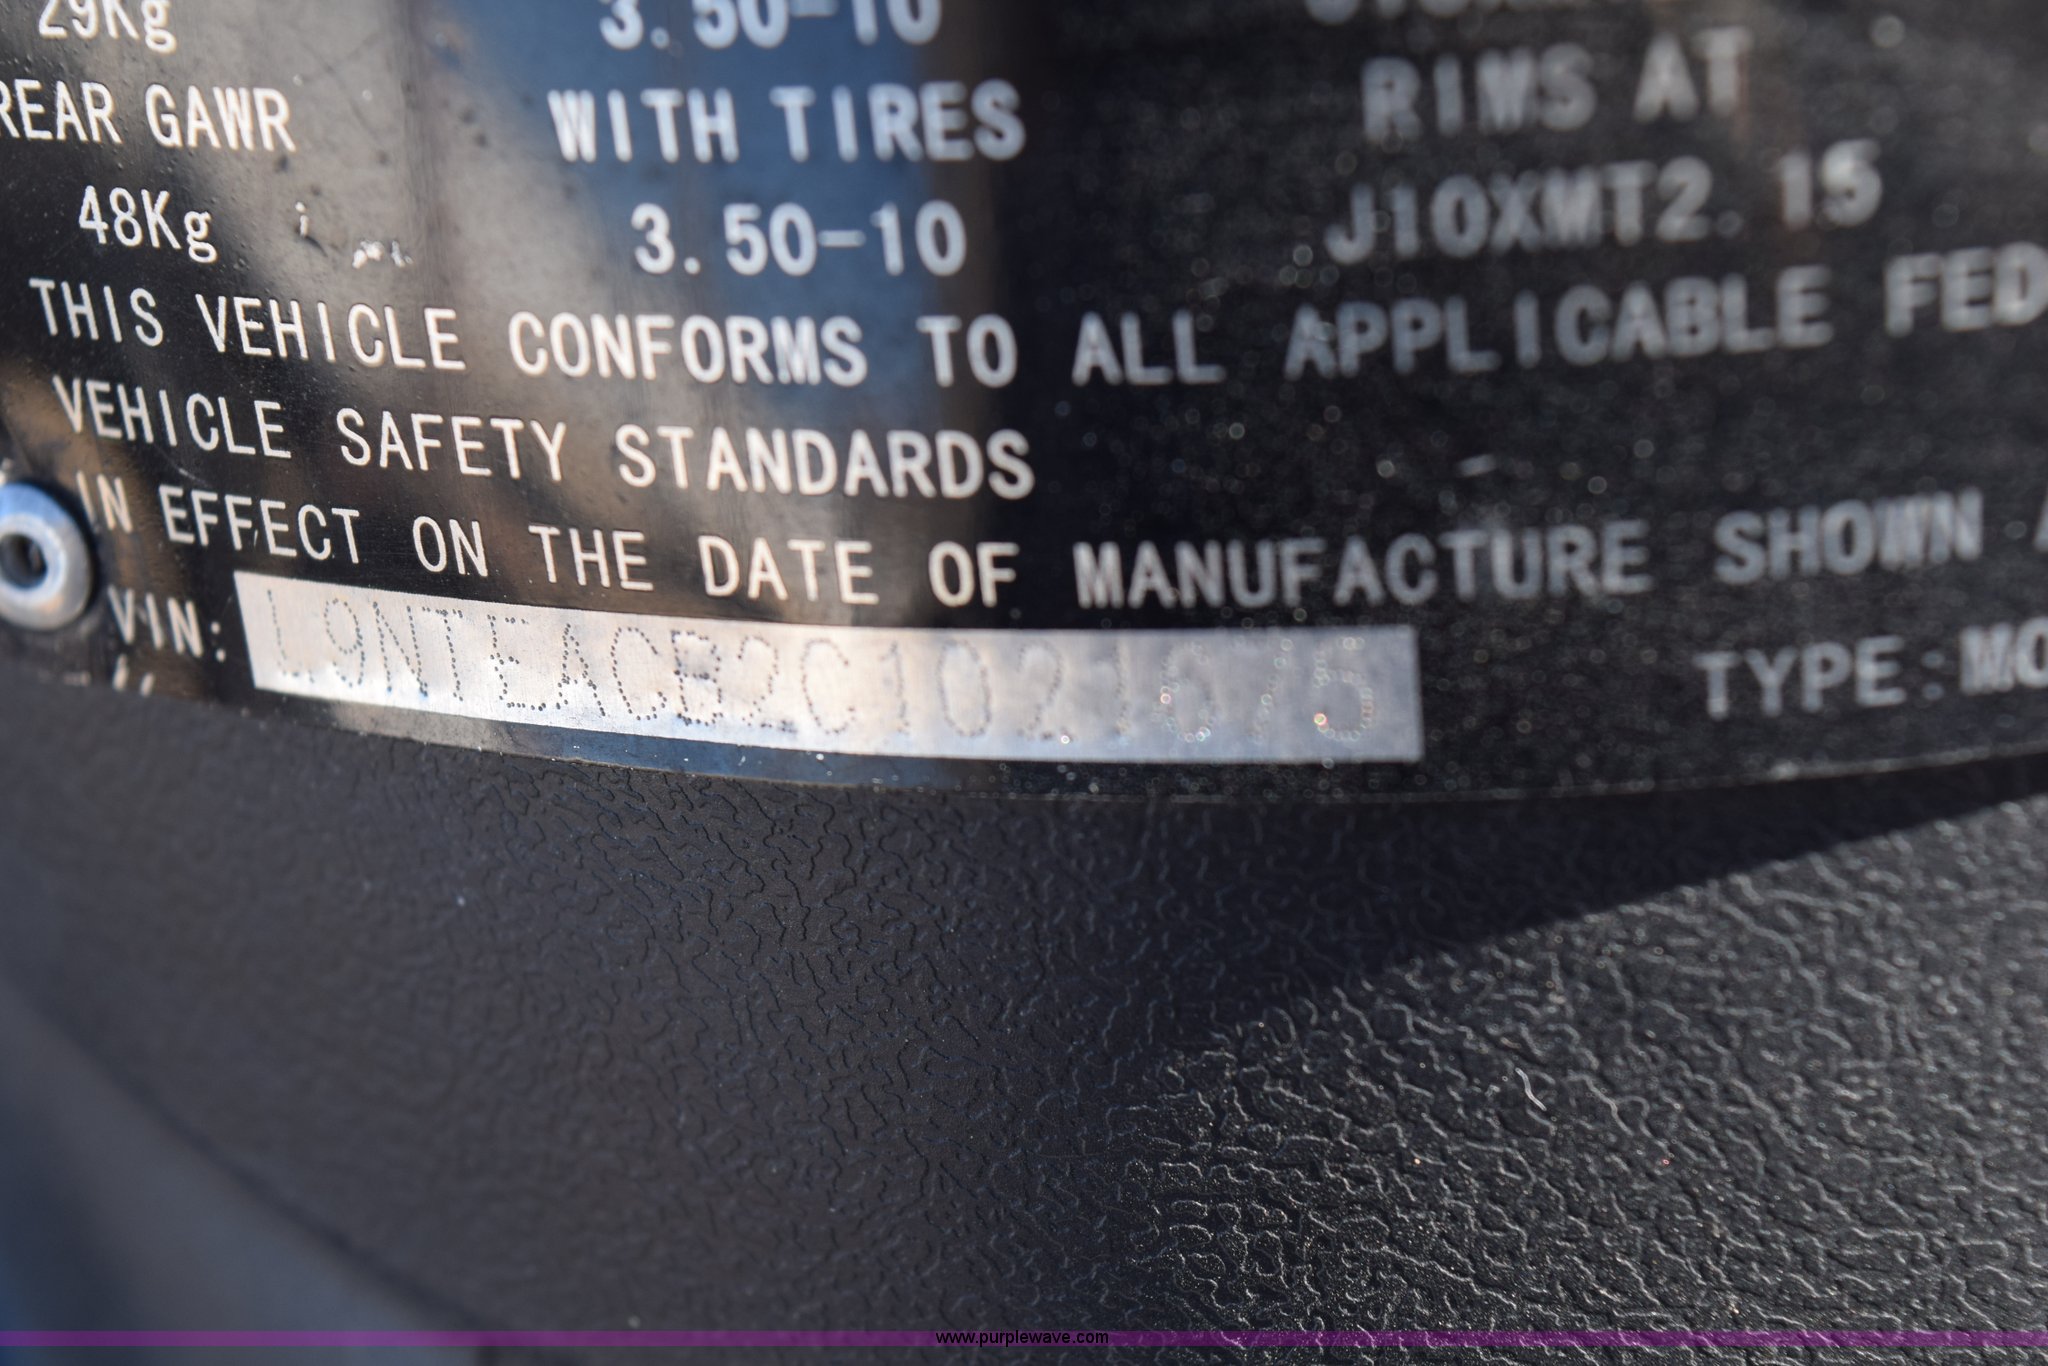 29Kg 3.50-10
REAR GAWR WITH TIRES RIMS AT
48Kg 3.50-10 J10XMT2.15
THIS VEHICLE CONFORMS TO ALL APPLICABLE FED
VEHICLE SAFETY STANDARDS
IN EFFECT ON THE DATE OF MANUFACTURE SHOWN
VIN: L9NTEACB2C1021675 TYPE:MO
www.purplewave.com